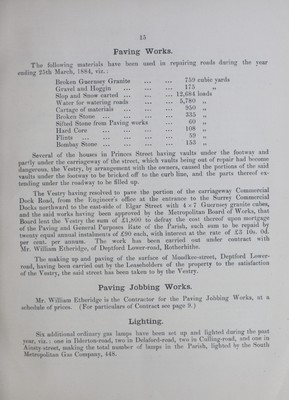 15
Paving Works.
The following materials have been used in repairing roads during the year
ending 25th March, 1884, viz. :
Broken Guernsey Granite ... ... 759 cubic yards
Gravel and Hoggin ... ... 175 „
Slop and Snow carted ... ... 12,684 loads
Water for watering roads ... 5,780 „
Cartage of materials ... ... 950 „
Broken Stone ... ... ... 335 „
Sifted Stone from Paving works ... 60 „
Hard Core ... ... ... 108 „
Flints ... ... ... ... 59 „
Bombay Stone ... ... ... 153 „
Several of the houses in Princes Street having vaults under the footway and
partly under the carriageway of the street, which vaults being out of repair had become
dangerous, the Vestry, by arrangement with the owners, caused the portions of the said
vaults under the footway to be bricked off to the curb line, and the parts thereof ex-
tending under the roadway to be filled up.
The Vestry having resolved to pave the portion of the carriageway Commercial
Dock Road, from the Engineer's office at the entrance to the Surrey Commercial
Docks northward to the east-side of Elgar Street with 4 x 7 Guernsey granite cubes,
and the said works having been approved by the Metropolitan Board of Works, that
Board lent the Vestry the sum of £1,800 to defray the cost thereof upon mortgage
of the Paving and General Purposes Rate of the Parish, such sum to be repaid by
twenty equal annual instalments of £90 each, with interest at the rate of £3 15s. 0d.
per cent. per annum. The work has been carried out under contract with
Mr. William Etheridge, of Deptford Lower-road, Rotherhithe.
The making up and paving of the surface of Moodkee-street, Deptford Lower-
road, having been carried out by the Leaseholders of the property to the satisfaction
of the Vestry, the said street has been taken to by the Vestry.
Paving Jobbing Works.
Mr. William Etheridge is the Contractor for the Paving Jobbing Works, at a
schedule of prices. (For particulars of Contract see page 9.)
Lighting.
Six additional ordinary gas lamps have been set up and lighted during the past
year, viz. : one in Ilderton-road, two in Delaford-road, two in Culling-road, and one in
Ainsty-street, making the total number of lamps in the Parish, lighted by the South
Metropolitan Gas Company, 446.